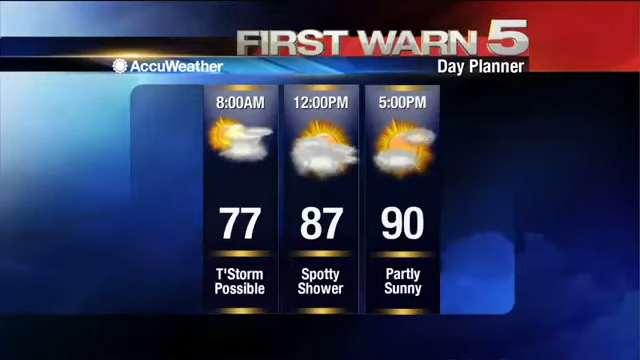 FIRST WARN 5
AccuWeather
Day Planner
8:00AM 12:00PM 5:00PM
77 87 90
T'Storm Possible
Spotty Shower
Partly Sunny